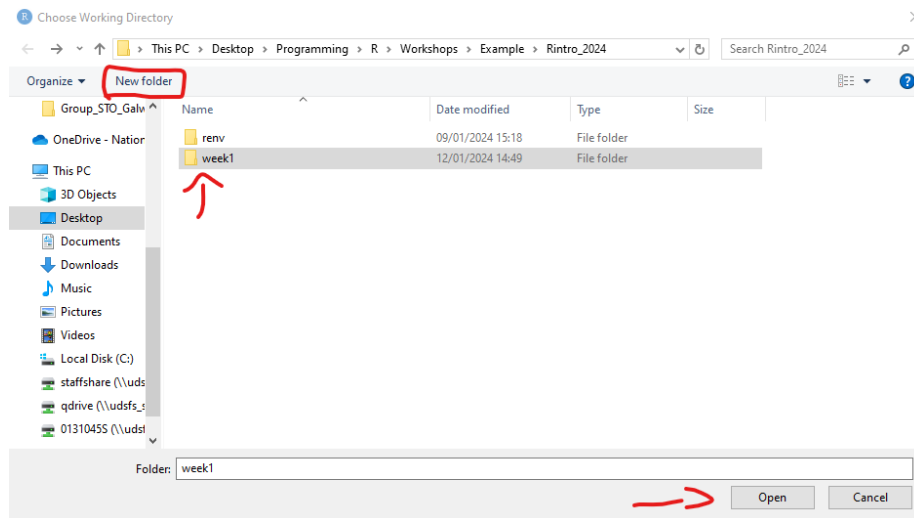 R Choose Working Directory
This PC > Desktop > Programming > R > Workshops > Example > Rintro_2024
Search Rintro_2024
Organize
New folder
?
Name
Date modified
Type
Size
Group_STO_Galw
renv
09/01/2024 15:18
File folder
OneDrive - Nation
week1
12/01/2024 14:49
File folder
This PC
3D Objects
Desktop
Documents
Downloads
Music
Pictures
Videos
Local Disk (C:)
staffshare (\\uds
qdrive (\\udsfs_s
0131045S (\\udst
Folder: week1
Open
Cancel